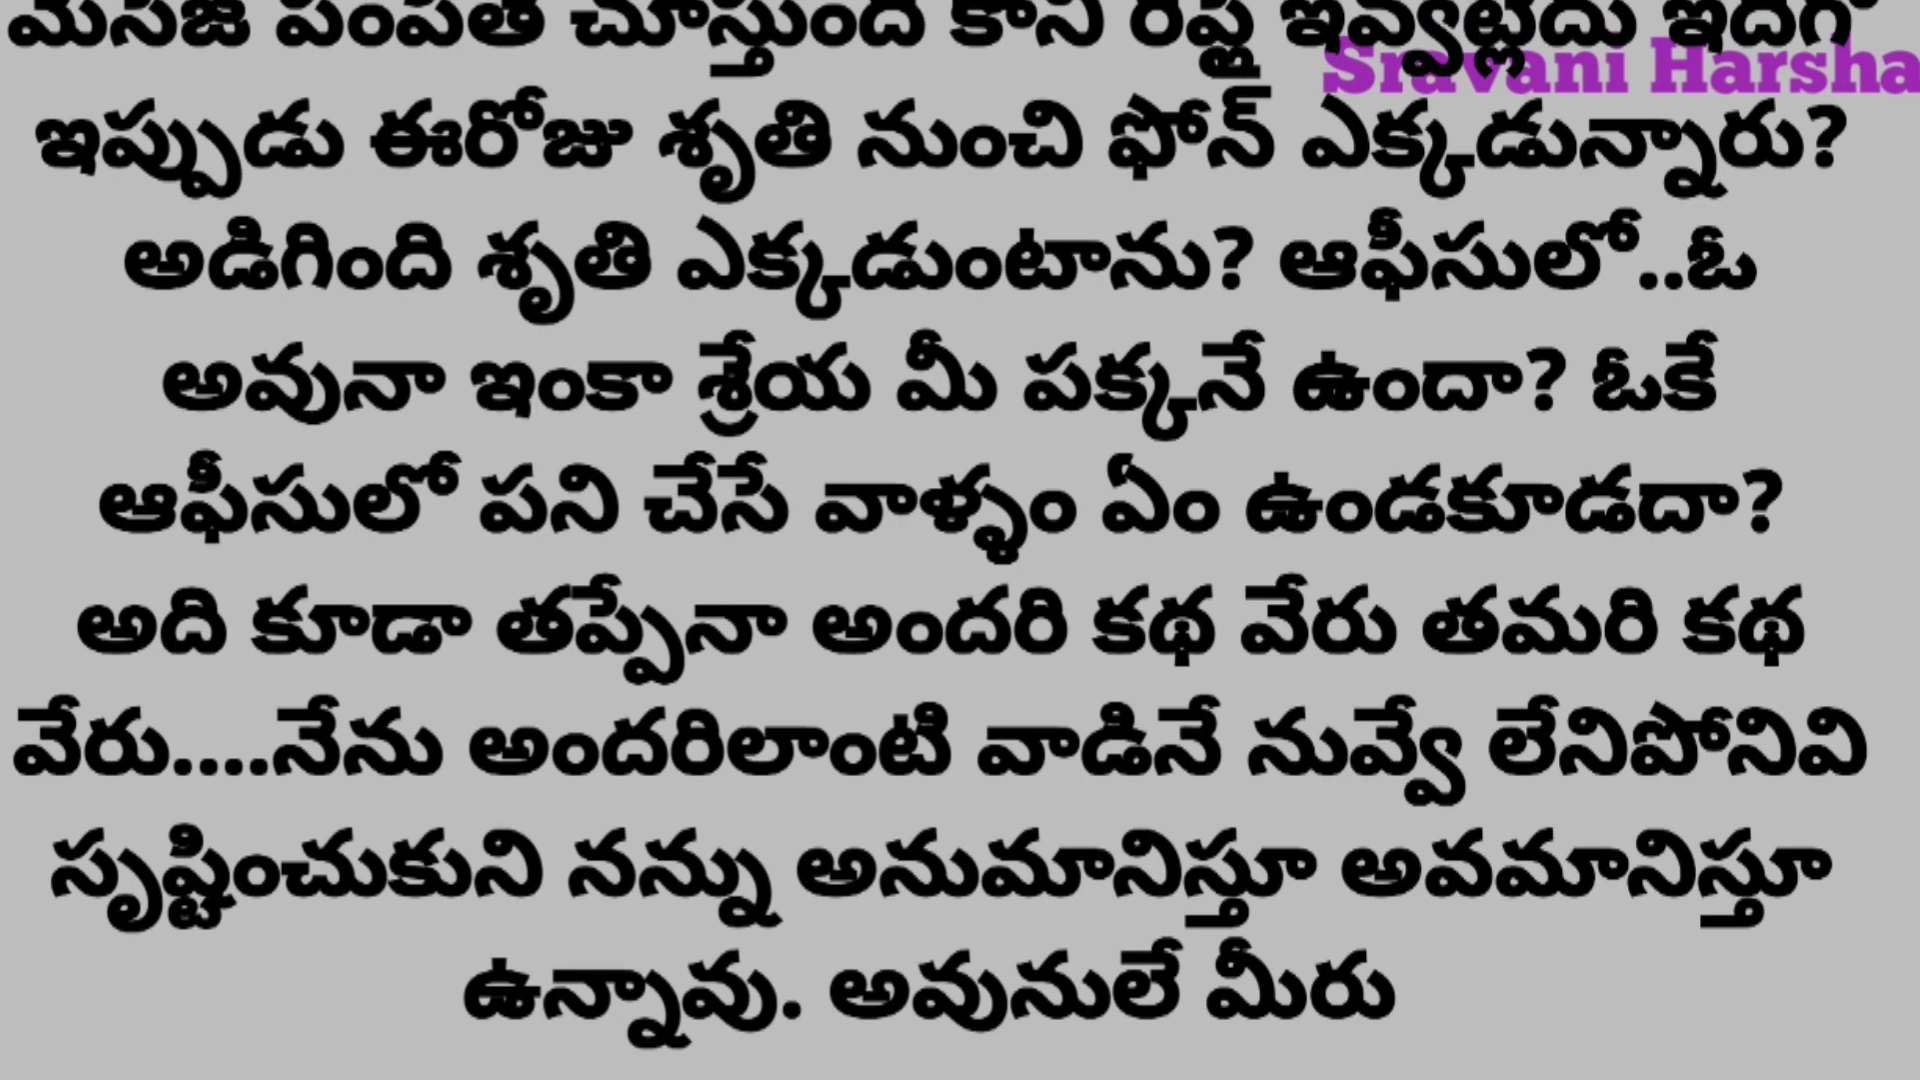 మెసేజ్ పంపితే చూస్తుంది కానీ రిప్లై ఇవ్వట్లేదు ఇదిగో
Sravani Harsha
ఇప్పుడు ఈరోజు శృతి నుంచి ఫోన్ ఎక్కడున్నారు?
అడిగింది శృతి ఎక్కడుంటాను? ఆఫీసులో..ఓ
అవునా ఇంకా శ్రేయ మీ పక్కనే ఉందా? ఓకే
ఆఫీసులో పని చేసే వాళ్ళం ఏం ఉండకూడదా?
అది కూడా తప్పేనా అందరి కథ వేరు తమరి కథ
వేరు....నేను అందరిలాంటి వాడినే నువ్వే లేనిపోనివి
సృష్టించుకుని నన్ను అనుమానిస్తూ అవమానిస్తూ
ఉన్నావు. అవునులే మీరు